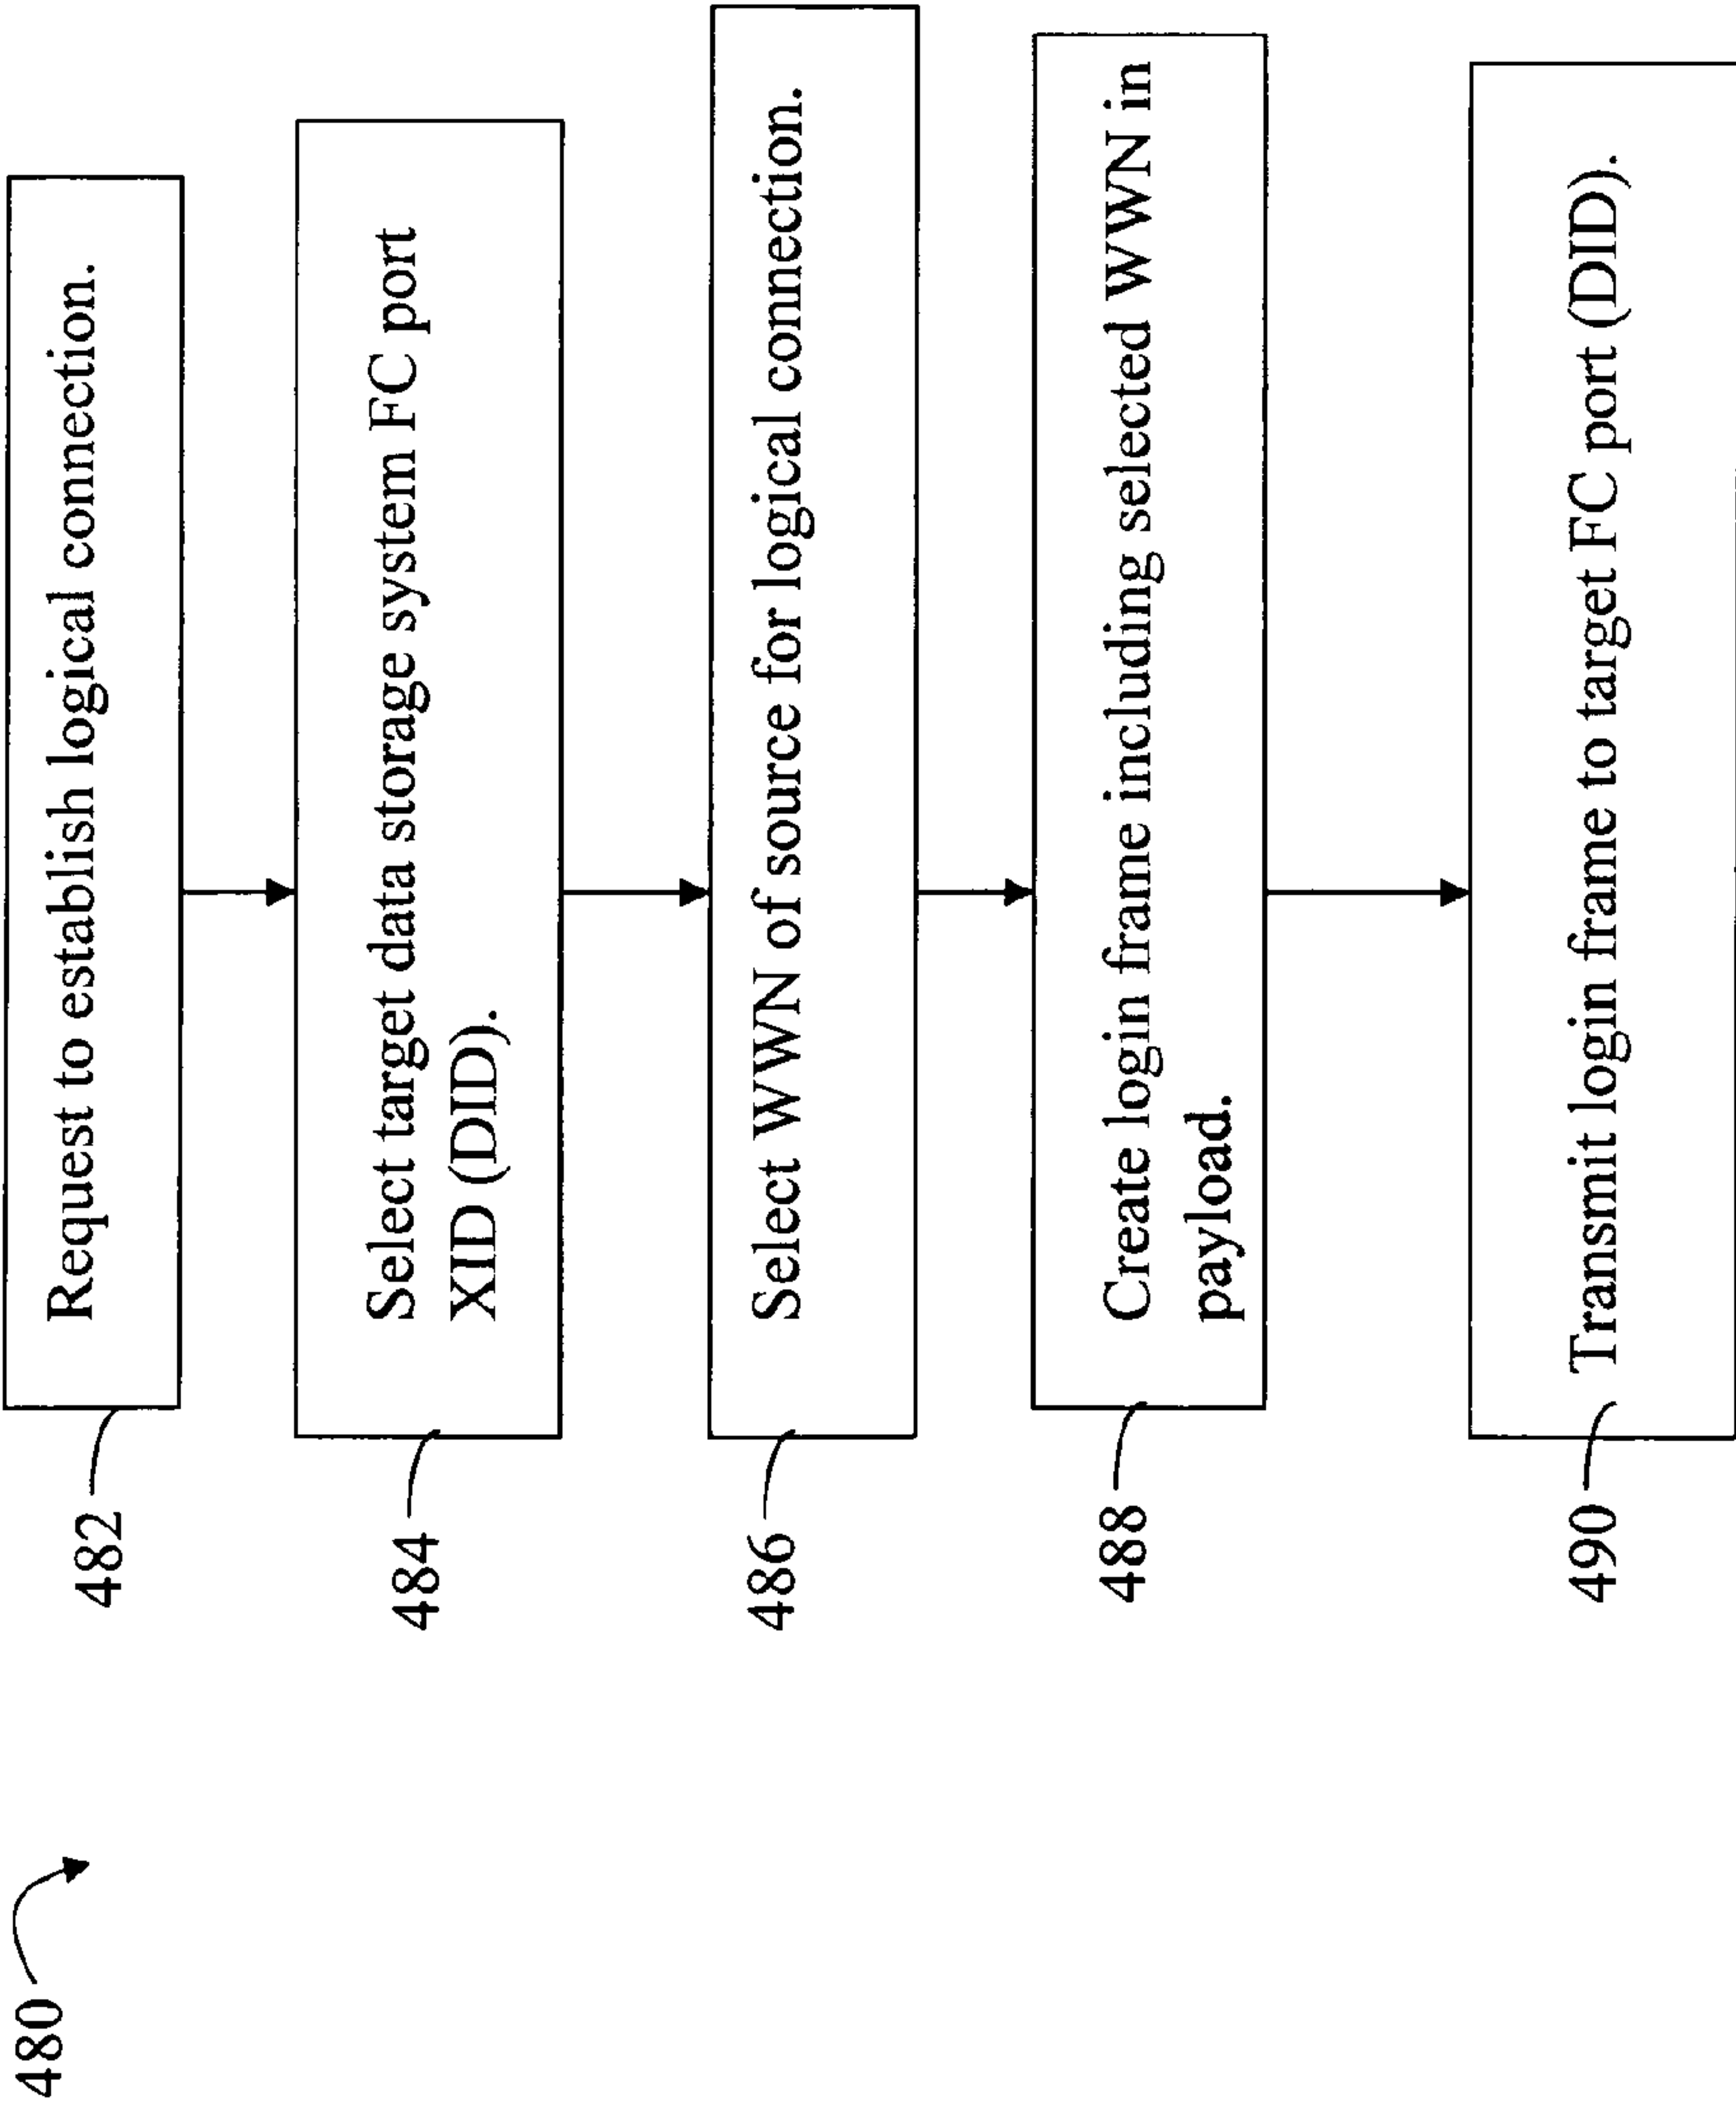 480
482
Request to establish logical connection.
484
Select target data storage system FC port
XID (DID).
486
Select WWN of source for logical connection.
488
Create login frame including selected WWN in
payload.
490
Transmit login frame to target FC port (DID).